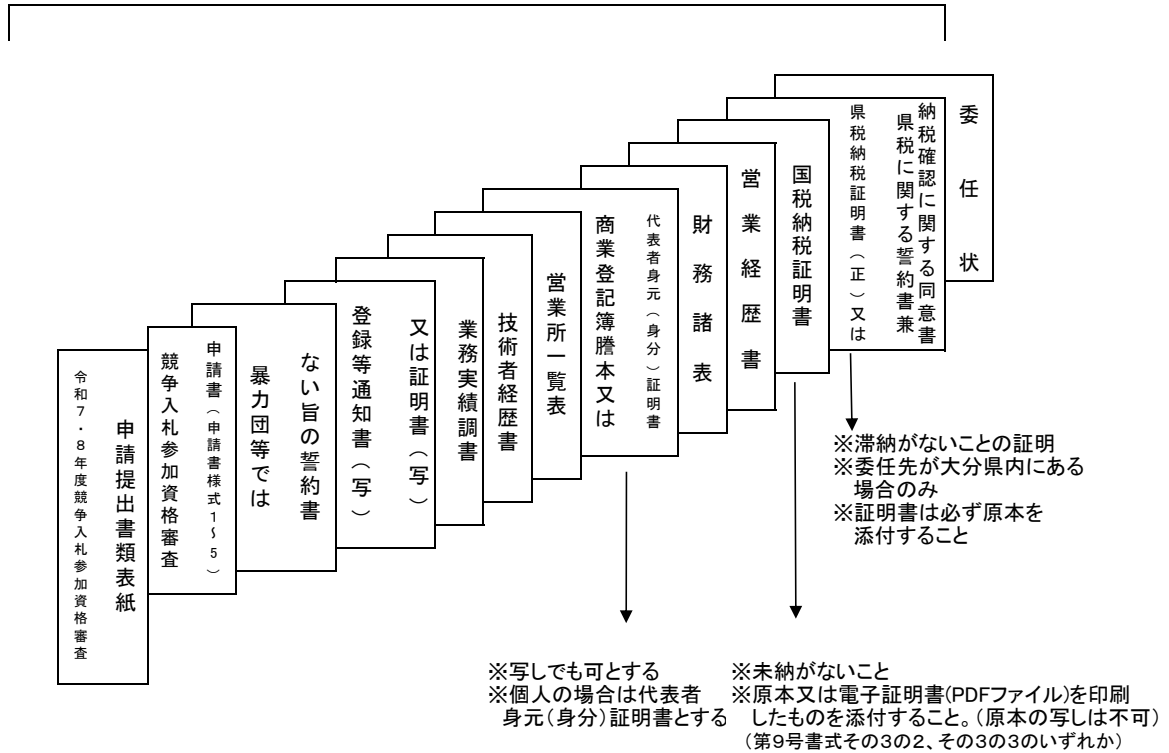 令和7・8年度競争入札参加資格審査
申請提出書類表紙
競争入札参加資格審査
申請書（申請書様式1～5）
暴力団等では
ない旨の誓約書
登録等通知書（写）
又は証明書（写）
業務実績調書
技術者経歴書
営業所一覧表
商業登記簿謄本又は
代表者身元（身分）証明書
財務諸表
営業経歴書
国税納税証明書
県税納税証明書（正）又は
県税に関する誓約書兼
納税確認に関する同意書
委任状
※滞納がないことの証明
※委任先が大分県内にある
場合のみ
※証明書は必ず原本を
添付すること
※写しでも可とする
※個人の場合は代表者
身元（身分）証明書とする
※未納がないこと
※原本又は電子証明書(PDFファイル)を印刷
したものを添付すること。（原本の写しは不可）
（第9号書式その3の2、その3の3のいずれか）